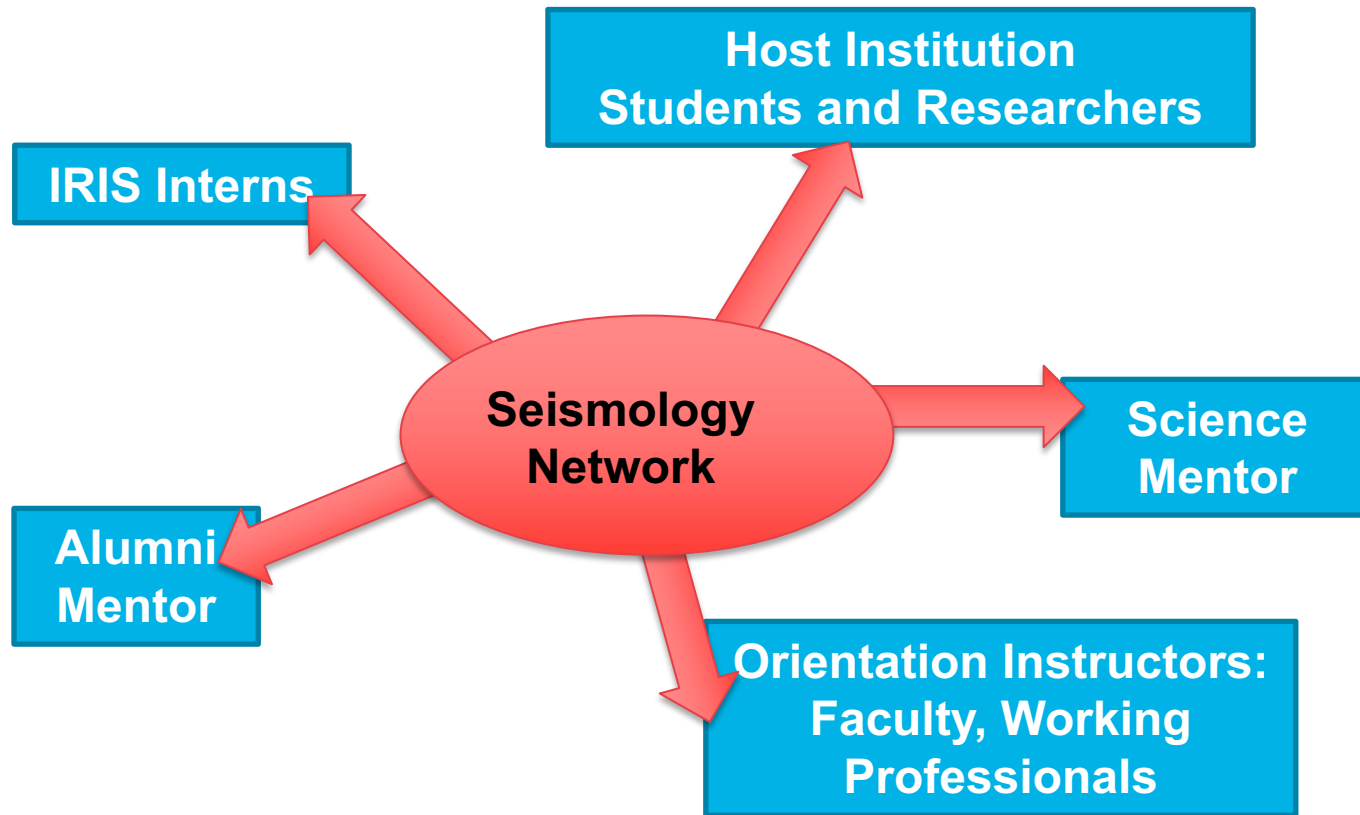 Host Institution
Students and Researchers
IRIS Interns
Seismology
Network
Science
Mentor
Alumni
Mentor
Orientation Instructors:
Faculty, Working
Professionals